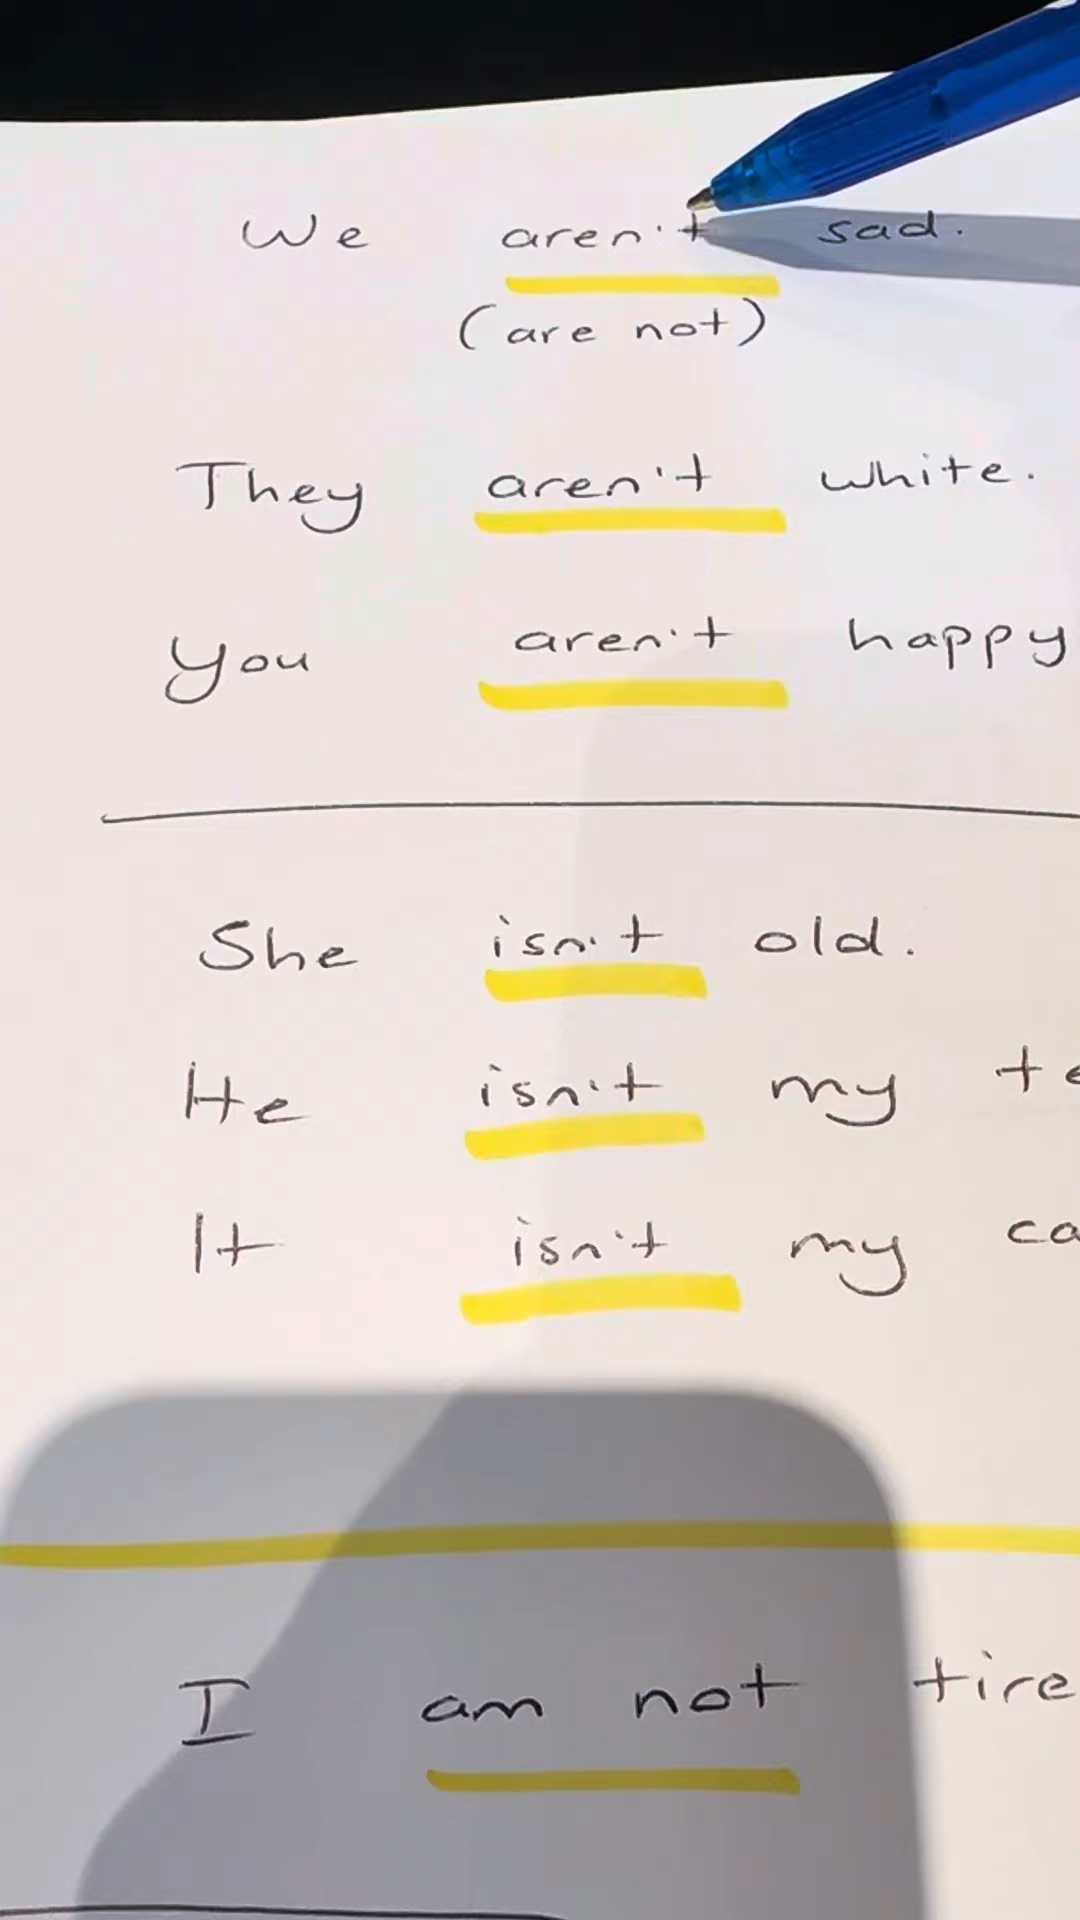 We aren't sad.
(are not)
They aren't white.
You aren't happy
She isn't old.
He isn't my
It isn't my
I am not